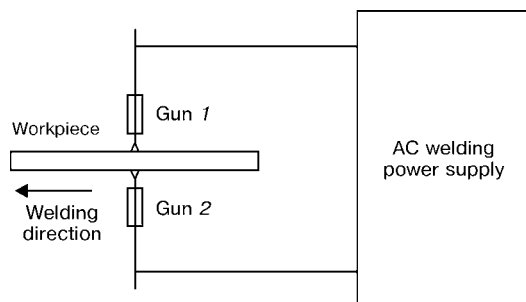 Gun 1
Workpiece
AC welding
power supply
Gun 2
Welding
direction